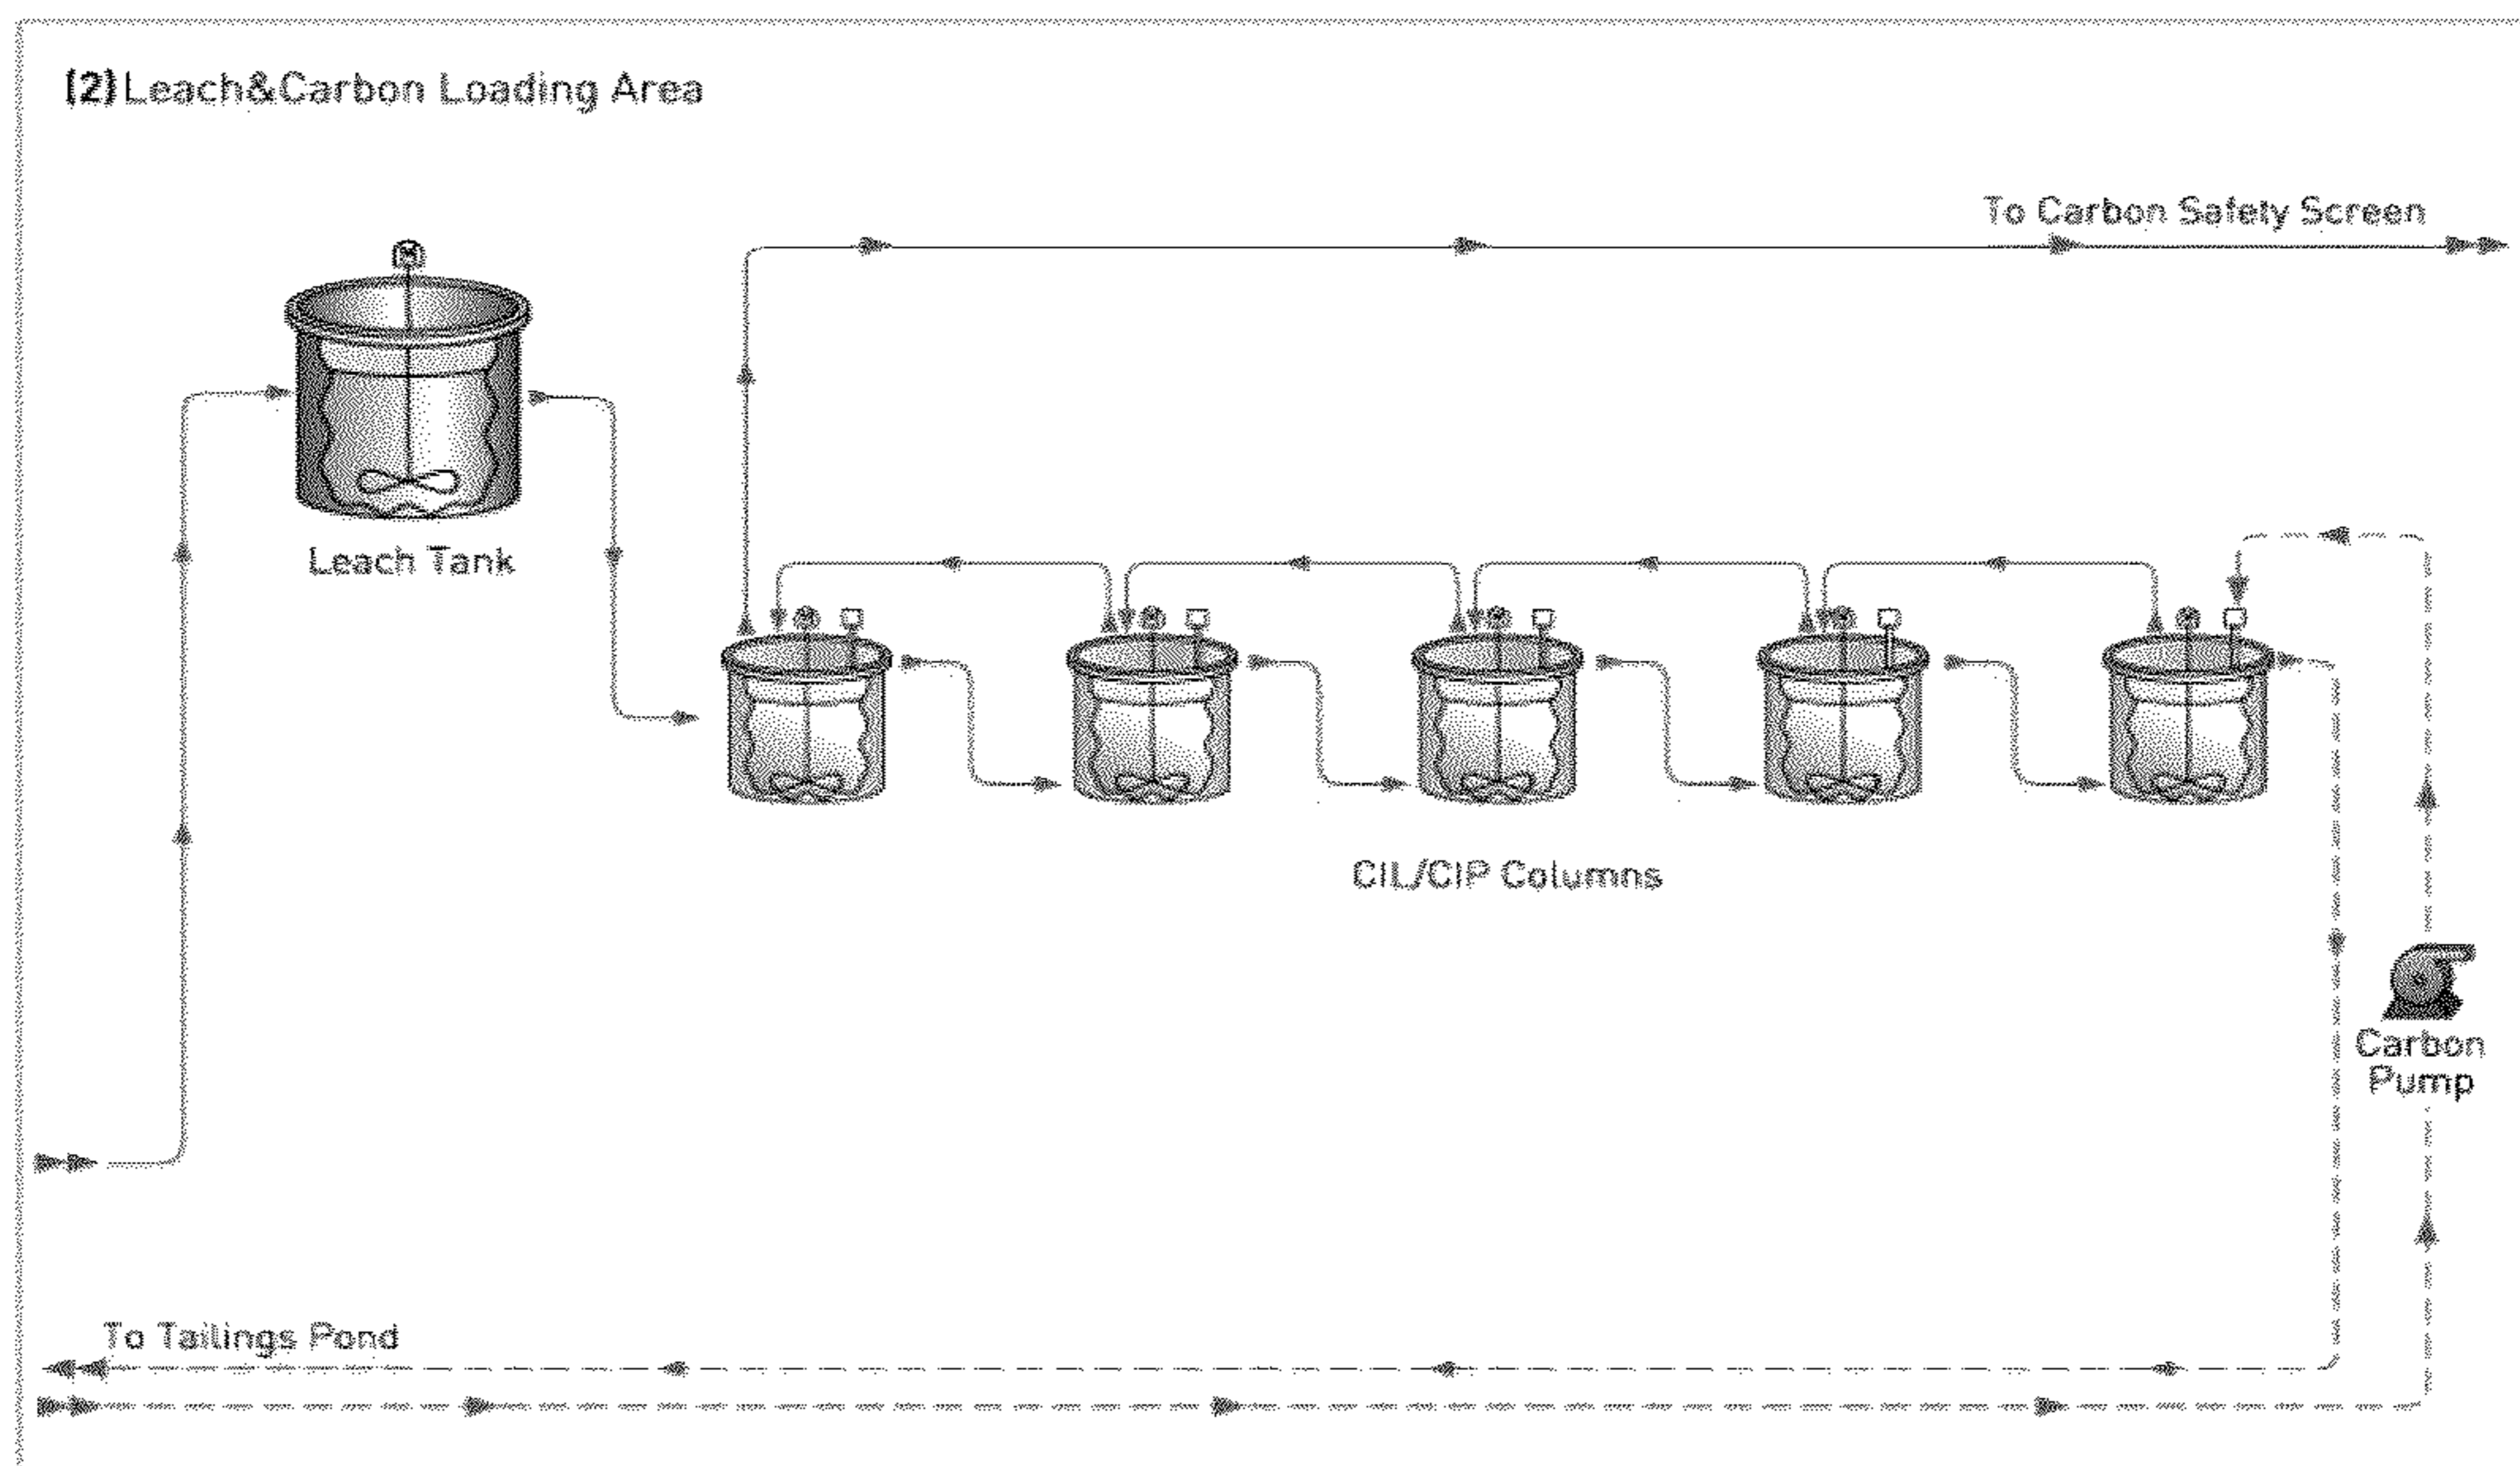 (2) Leach&Carbon Loading Area
To Carbon Safety Screen
Leach Tank
CIL/CIP Columns
Carbon
Pump
To Tailings Pond